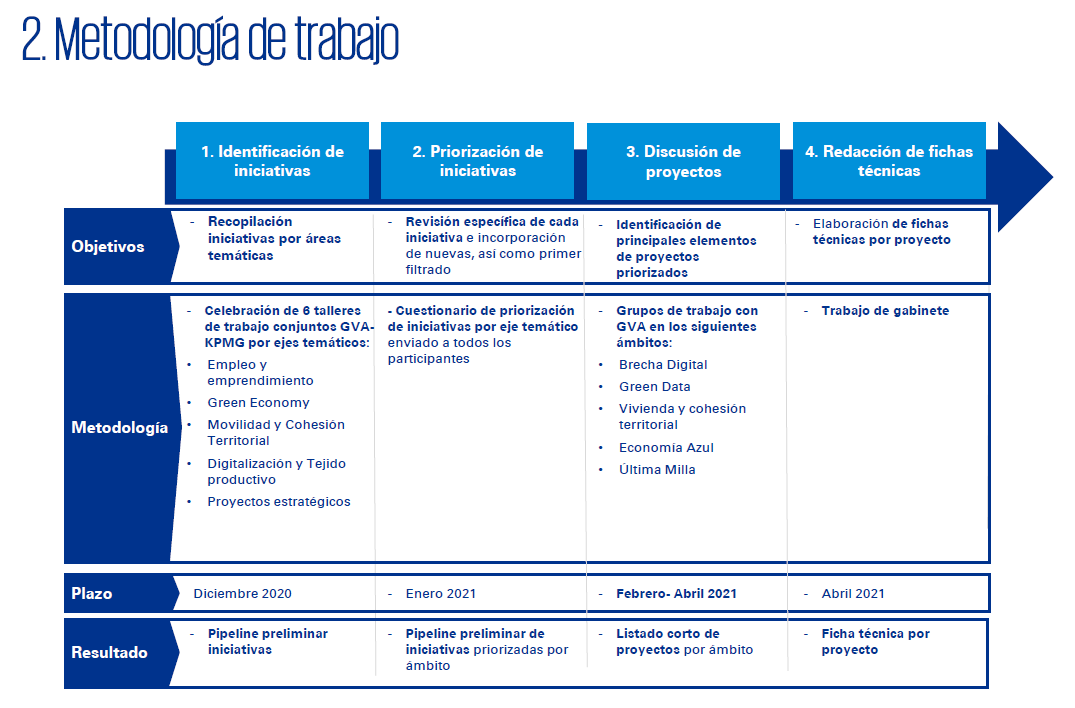 2. Metodología de trabajo
1. Identificación de
iniciativas
2. Priorización de
iniciativas
3. Discusión de
proyectos
4. Redacción de fichas
técnicas
Objetivos
- Recopilación
iniciativas por áreas
temáticas
- Revisión específica de cada
iniciativa e incorporación
de nuevas, asi como primer
filtrado
- Identificación de
principales elementos
de proyectos
priorizados
- Elaboración de fichas
técnicas por proyecto
Metodología
- Celebración de 6 talleres
de trabajo conjuntos GVA-
KPMG por ejes temáticos:
• Empleo y
emprendimiento
• Green Economy
• Movilidad y Cohesión
Territorial
• Digitalización y Tejido
productivo
• Proyectos estratégicos
- Cuestionario de priorización
de iniciativas por eje temático
enviado a todos los
participantes
- Grupos de trabajo con
GVA en los siguientes
ámbitos:
• Brecha Digital
• Green Data
• Vivienda y cohesión
territorial
• Economía Azul
• Última Milla
- Trabajo de gabinete
Plazo
Diciembre 2020
- Enero 2021
- Febrero- Abril 2021
- Abril 2021
Resultado
- Pipeline preliminar
iniciativas
- Pipeline preliminar de
iniciativas priorizadas por
ámbito
- Listado corto de
proyectos por ámbito
- Ficha técnica por
proyecto